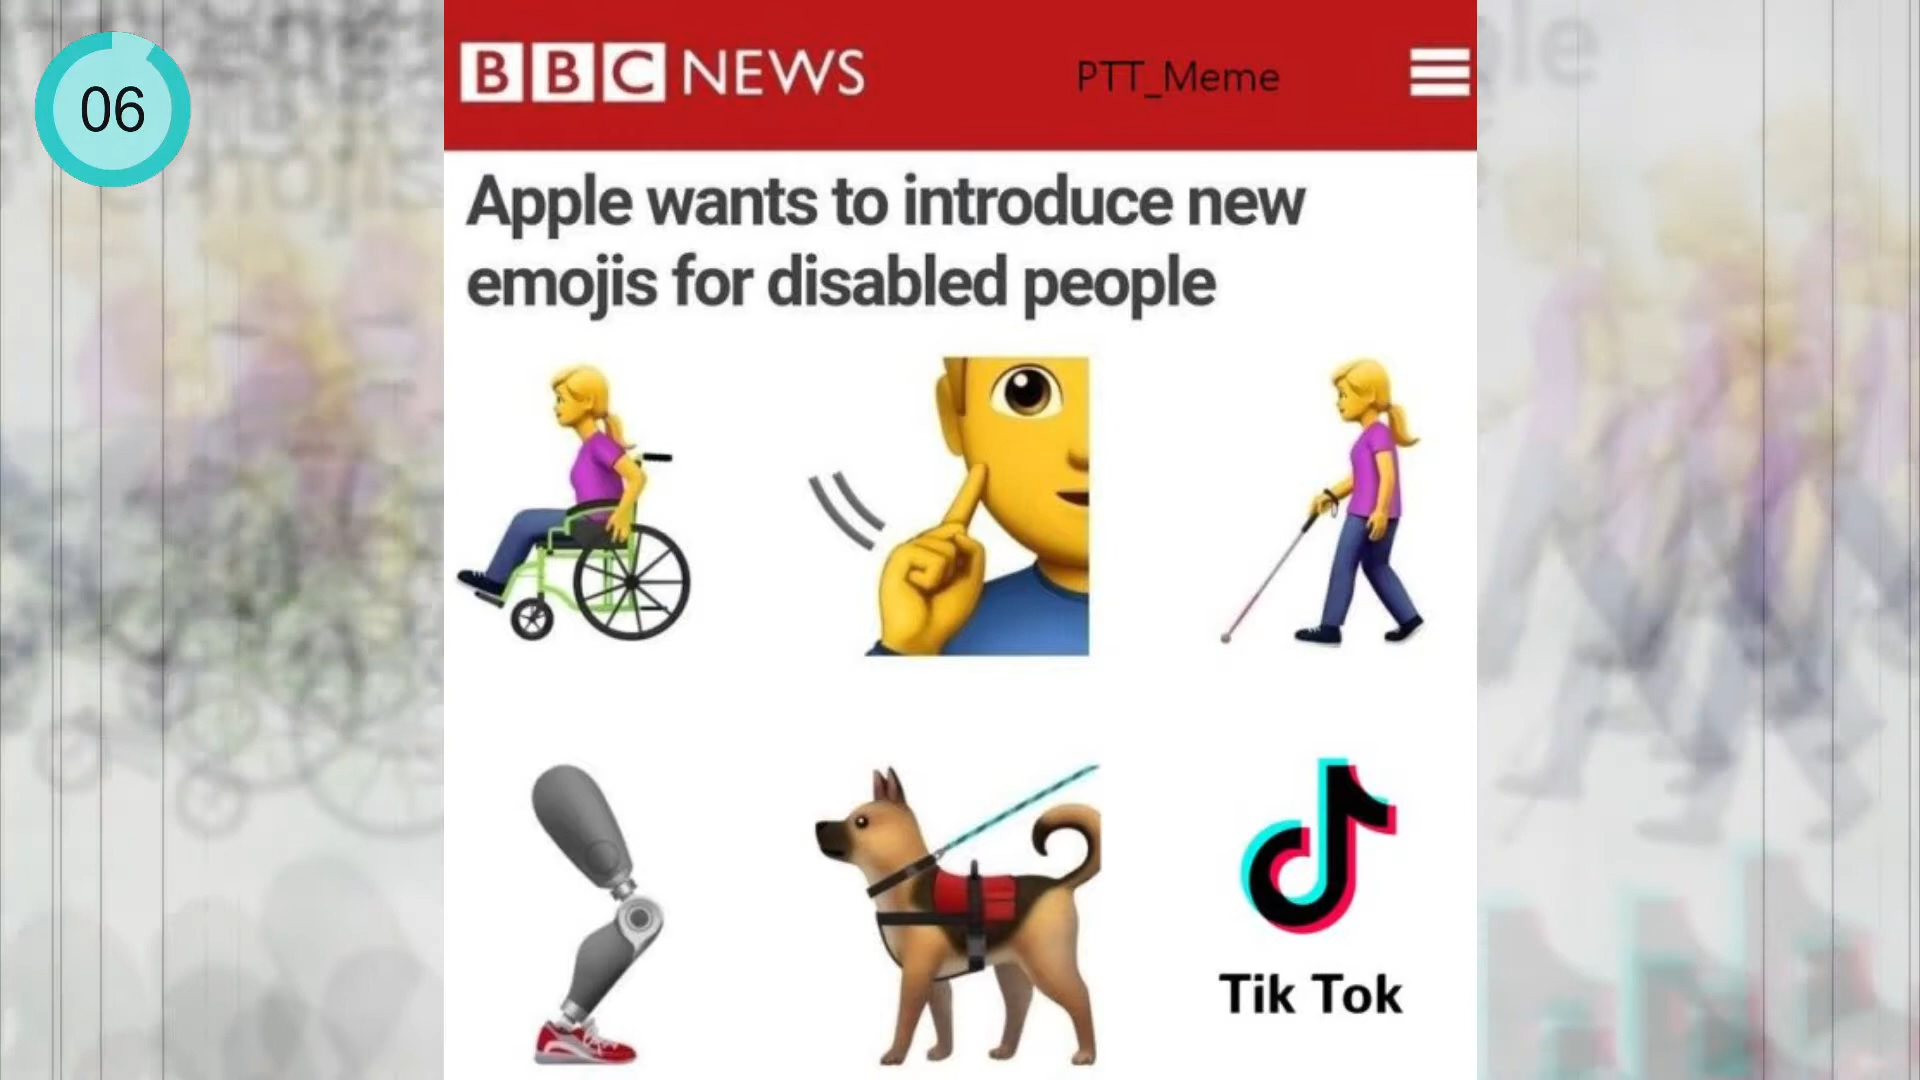 06
BBC NEWS
PTT_Meme
Apple wants to introduce new
emojis for disabled people
Tik Tok